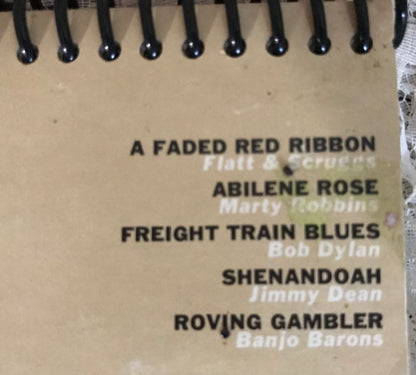 A FADED RED RIBBON
Flatt & Scruggs
ABILENE ROSE
Marty Robbins
FREIGHT TRAIN BLUES
Bob Dylan
SHENANDOAH
Jimmy Dean
ROVING GAMBLER
Banjo Barons